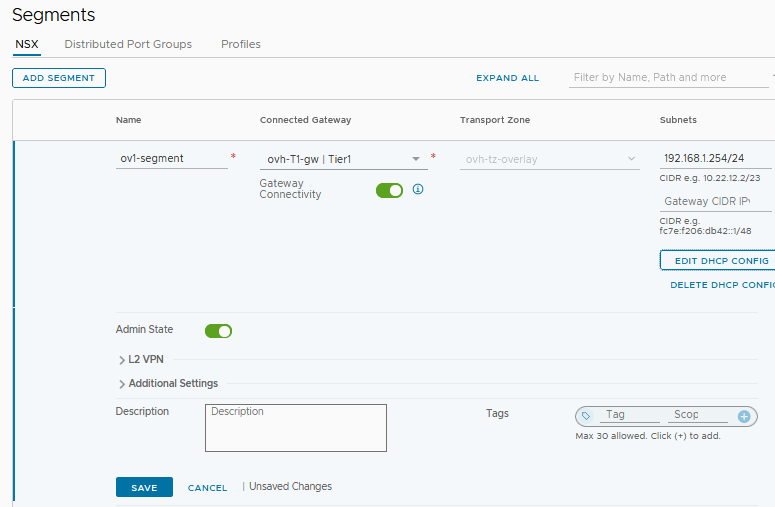 Segments
NSX Distributed Port Groups Profiles
ADD SEGMENT EXPAND ALL Filter by Name, Path and more
Name Connected Gateway Transport Zone Subnets
ov1-segment * ovh-T1-gw | Tier1 * ovh-tz-overlay 192.168.1.254/24
CIDR e.g. 10.22.12.2/23
Gateway
Connectivity
Gateway CIDR IPv
CIDR e.g.
fc7e:f206:db42::1/48
EDIT DHCP CONFIG
DELETE DHCP CONFIG
Admin State
L2 VPN
Additional Settings
Description Description Tags Tag Scop
Max 30 allowed. Click (+) to add.
SAVE CANCEL | Unsaved Changes